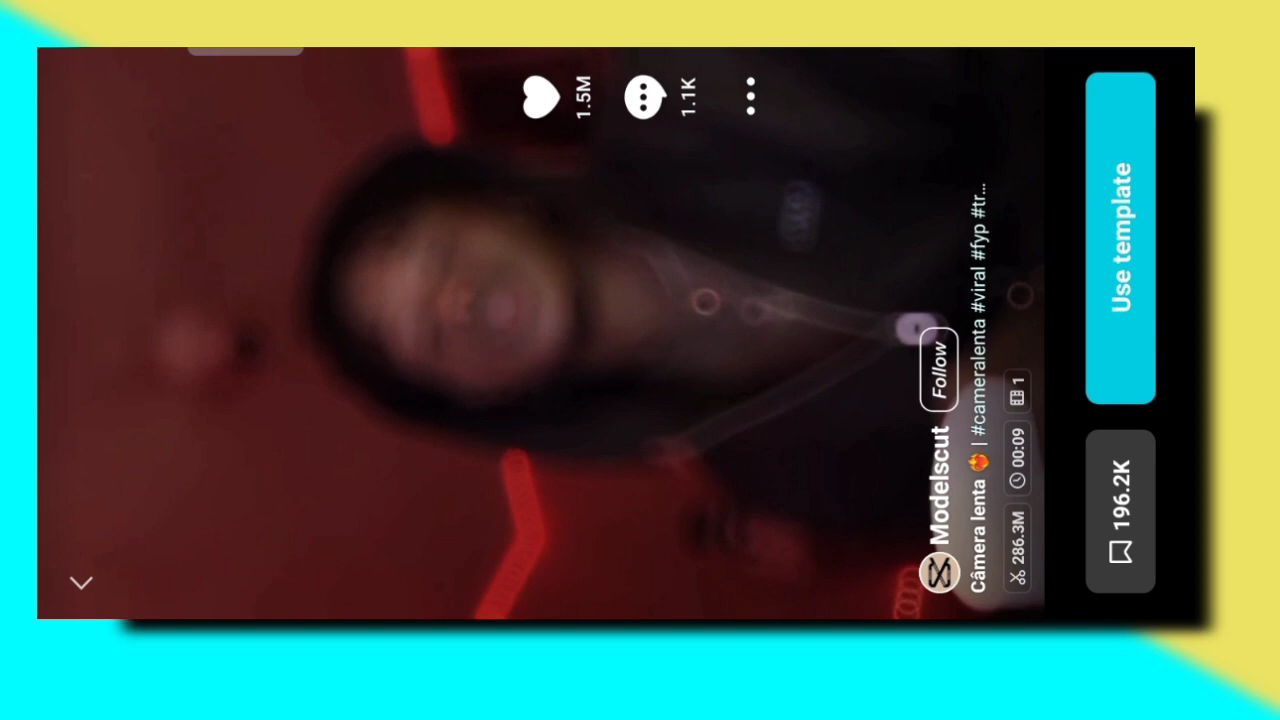 1.5M
1.1K
Modelscut Follow
Câmera lenta ❤️‍🔥 | #cameralenta #viral #fyp #tr...
286.3M 00:09 1
196.2K Use template